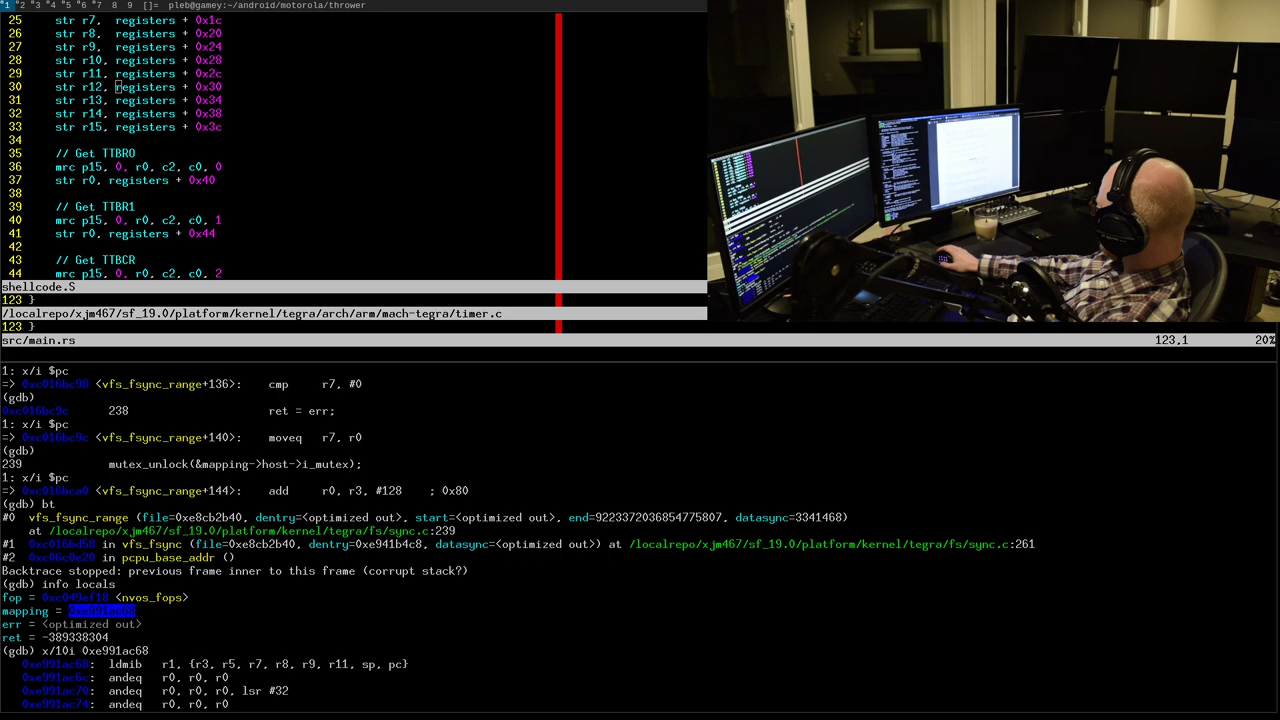 *1 *2 *3 *4 *5 *6 *7 8 9 []= pleb@gamey:~/android/motorola/thrower
25 str r7, registers + 0x1c
26 str r8, registers + 0x20
27 str r9, registers + 0x24
28 str r10, registers + 0x28
29 str r11, registers + 0x2c
30 str r12, registers + 0x30
31 str r13, registers + 0x34
32 str r14, registers + 0x38
33 str r15, registers + 0x3c
34
35 // Get TTBR0
36 mrc p15, 0, r0, c2, c0, 0
37 str r0, registers + 0x40
38
39 // Get TTBR1
40 mrc p15, 0, r0, c2, c0, 1
41 str r0, registers + 0x44
42
43 // Get TTBCR
44 mrc p15, 0, r0, c2, c0, 2
shellcode.S
123 }
/localrepo/xjm467/sf_19.0/platform/kernel/tegra/arch/arm/mach-tegra/timer.c
123 }
src/main.rs 123,1 20%
1: x/i $pc
=> 0xc016bc98 <vfs_fsync_range+136>: cmp r7, #0
(gdb)
0xc016bc9c 238 ret = err;
1: x/i $pc
=> 0xc016bc9c <vfs_fsync_range+140>: moveq r7, r0
(gdb)
239 mutex_unlock(&mapping->host->i_mutex);
1: x/i $pc
=> 0xc016bca0 <vfs_fsync_range+144>: add r0, r3, #128 ; 0x80
(gdb) bt
#0 vfs_fsync_range (file=0xe8cb2b40, dentry=<optimized out>, start=<optimized out>, end=9223372036854775807, datasync=3341468)
at /localrepo/xjm467/sf_19.0/platform/kernel/tegra/fs/sync.c:239
#1 0xc016bd58 in vfs_fsync (file=0xe8cb2b40, dentry=0xe941b4c8, datasync=<optimized out>) at /localrepo/xjm467/sf_19.0/platform/kernel/tegra/fs/sync.c:261
#2 0xc06c0e20 in pcpu_base_addr ()
Backtrace stopped: previous frame inner to this frame (corrupt stack?)
(gdb) info locals
fop = 0xc049ef18 <nvos_fops>
mapping = 0xe991ac68
err = <optimized out>
ret = -389338304
(gdb) x/10i 0xe991ac68
0xe991ac68: ldmib r1, {r3, r5, r7, r8, r9, r11, sp, pc}
0xe991ac6c: andeq r0, r0, r0
0xe991ac70: andeq r0, r0, r0, lsr #32
0xe991ac74: andeq r0, r0, r0